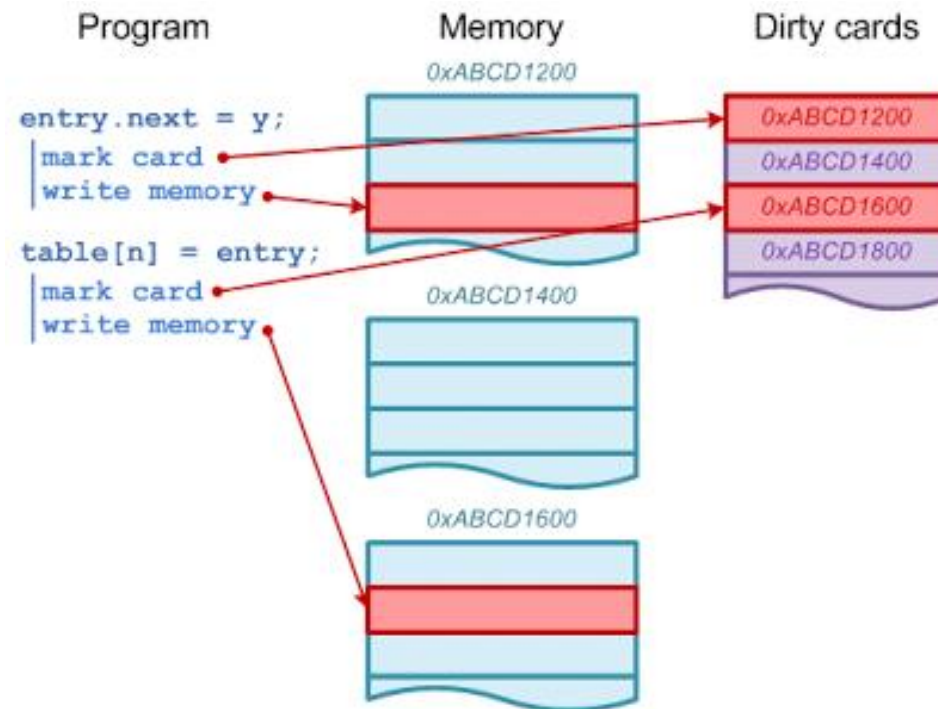 Program
Memory
Dirty cards
entry.next = y;
mark card
write memory
table[n] = entry;
mark card
write memory
0xABCD1200
0xABCD1400
0xABCD1600
0xABCD1200
0xABCD1400
0xABCD1600
0xABCD1800